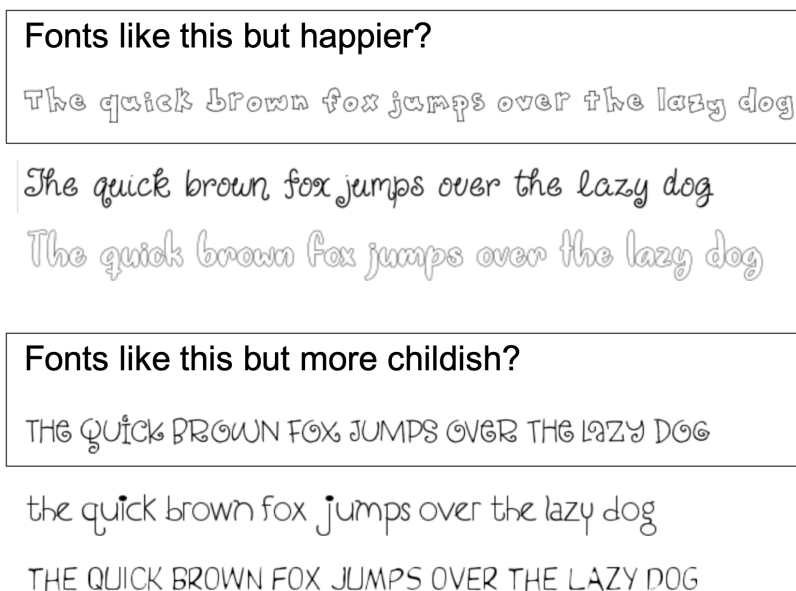 Fonts like this but happier?
The quick brown fox jumps over the lazy dog
The quick brown fox jumps over the lazy dog
The quick brown fox jumps over the lazy dog
Fonts like this but more childish?
THE QUICK BROWN FOX JUMPS OVER THE LAZY DOG
the quick brown fox jumps over the lazy dog
THE QUICK BROWN FOX JUMPS OVER THE LAZY DOG